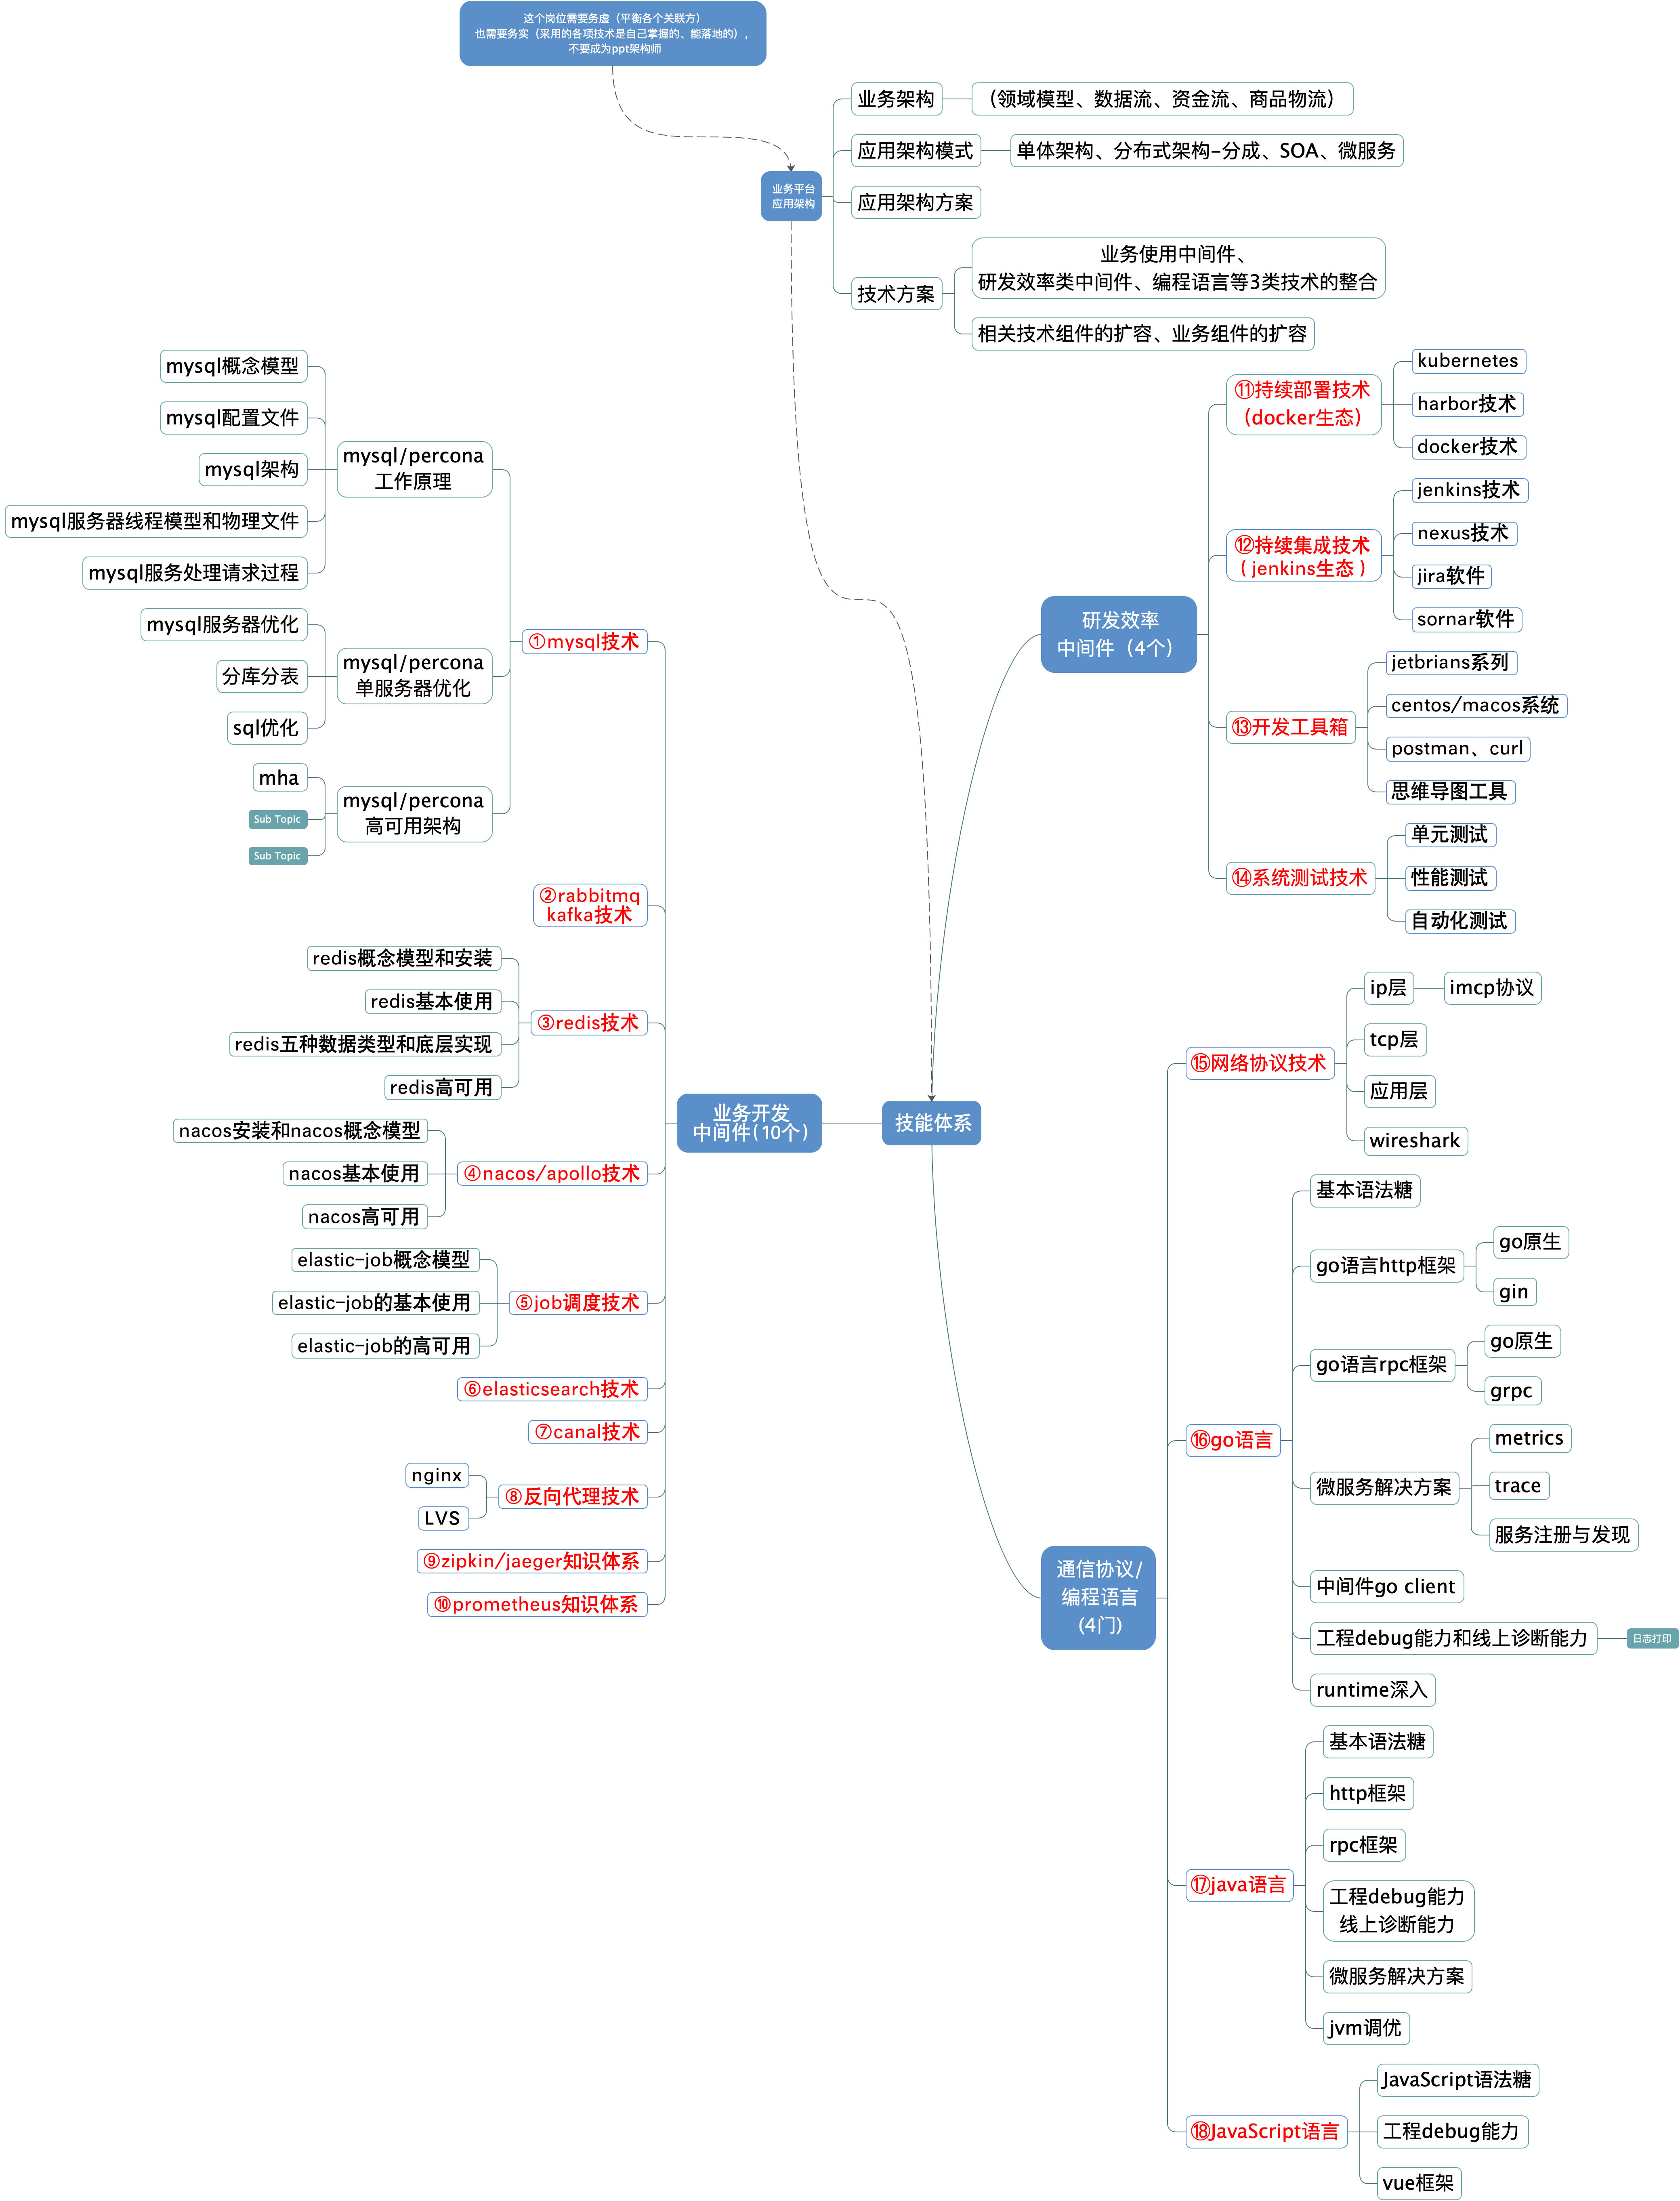 这个岗位需要务虚（平衡各个关联方）
也需要务实（采用的各项技术是自己掌握的、能落地的），
不要成为ppt架构师
业务平台
应用架构
业务架构
（领域模型、数据流、资金流、商品物流）
应用架构模式
单体架构、分布式架构-分成、SOA、微服务
应用架构方案
技术方案
业务使用中间件、
研发效率类中间件、编程语言等3类技术的整合
相关技术组件的扩容、业务组件的扩容
技能体系
业务开发
中间件(10个)
①mysql技术
mysql/percona
工作原理
mysql概念模型
mysql配置文件
mysql架构
mysql服务器线程模型和物理文件
mysql服务处理请求过程
mysql/percona
单服务器优化
mysql服务器优化
分库分表
sql优化
mysql/percona
高可用架构
mha
Sub Topic
Sub Topic
②rabbitmq
kafka技术
③redis技术
redis概念模型和安装
redis基本使用
redis五种数据类型和底层实现
redis高可用
④nacos/apollo技术
nacos安装和nacos概念模型
nacos基本使用
nacos高可用
⑤job调度技术
elastic-job概念模型
elastic-job的基本使用
elastic-job的高可用
⑥elasticsearch技术
⑦canal技术
⑧反向代理技术
nginx
LVS
⑨zipkin/jaeger知识体系
⑩prometheus知识体系
研发效率
中间件（4个）
⑪持续部署技术
（docker生态）
kubernetes
harbor技术
docker技术
⑫持续集成技术
( jenkins生态 )
jenkins技术
nexus技术
jira软件
sornar软件
⑬开发工具箱
jetbrians系列
centos/macos系统
postman、curl
思维导图工具
⑭系统测试技术
单元测试
性能测试
自动化测试
通信协议/
编程语言
(4门)
⑮网络协议技术
ip层
imcp协议
tcp层
应用层
wireshark
⑯go语言
基本语法糖
go语言http框架
go原生
gin
go语言rpc框架
go原生
grpc
微服务解决方案
metrics
trace
服务注册与发现
中间件go client
工程debug能力和线上诊断能力
日志打印
runtime深入
⑰java语言
基本语法糖
http框架
rpc框架
工程debug能力
线上诊断能力
微服务解决方案
jvm调优
⑱JavaScript语言
JavaScript语法糖
工程debug能力
vue框架